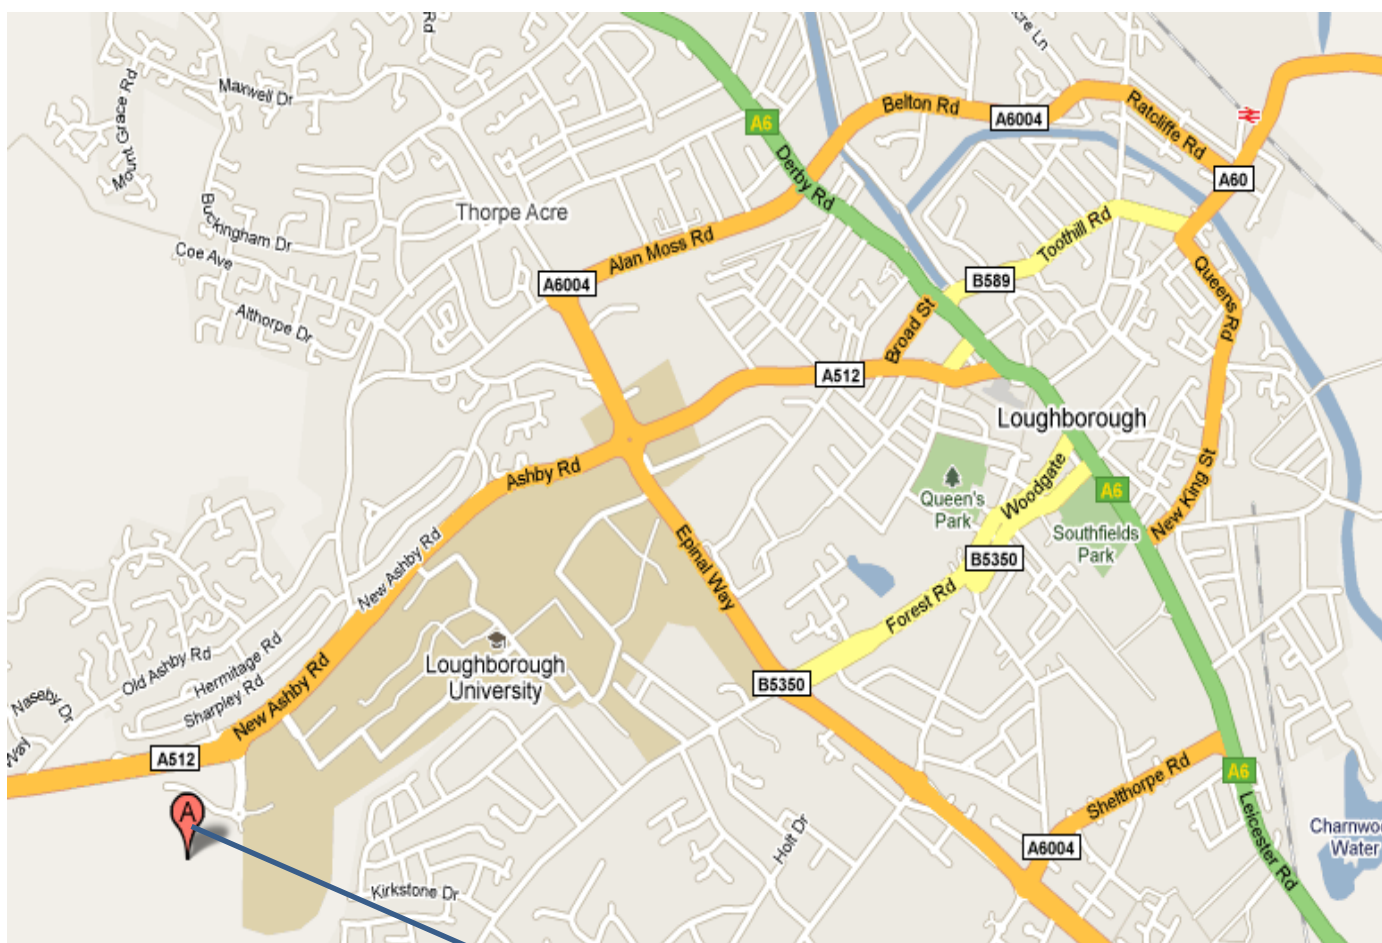 Rd
cre Ln
Maxwell Dr
Mount Grace Rd
Belton Rd
A6004
Ratcliffe Rd
A6
Derby Rd
A60
Buckingham Dr
Thorpe Acre
Coe Ave
Alan Moss Rd
Toothill Rd
A6004
B589
Queens Rd
Althorpe Dr
Broad St
A512
Loughborough
Ashby Rd
Woodgate
Queen's
Park
A6
New King St
Southfields
Park
B5350
Epinal Way
New Ashby Rd
Forest Rd
Loughborough
University
Old Ashby Rd
Hermitage Rd
Sharpley Rd
Naseby Dr
B5350
New Ashby Rd
Way
A512
Shelthorpe Rd
A6
A
Leicester Rd
Charnwo
Water
Holt Dr
A6004
Kirkstone Dr